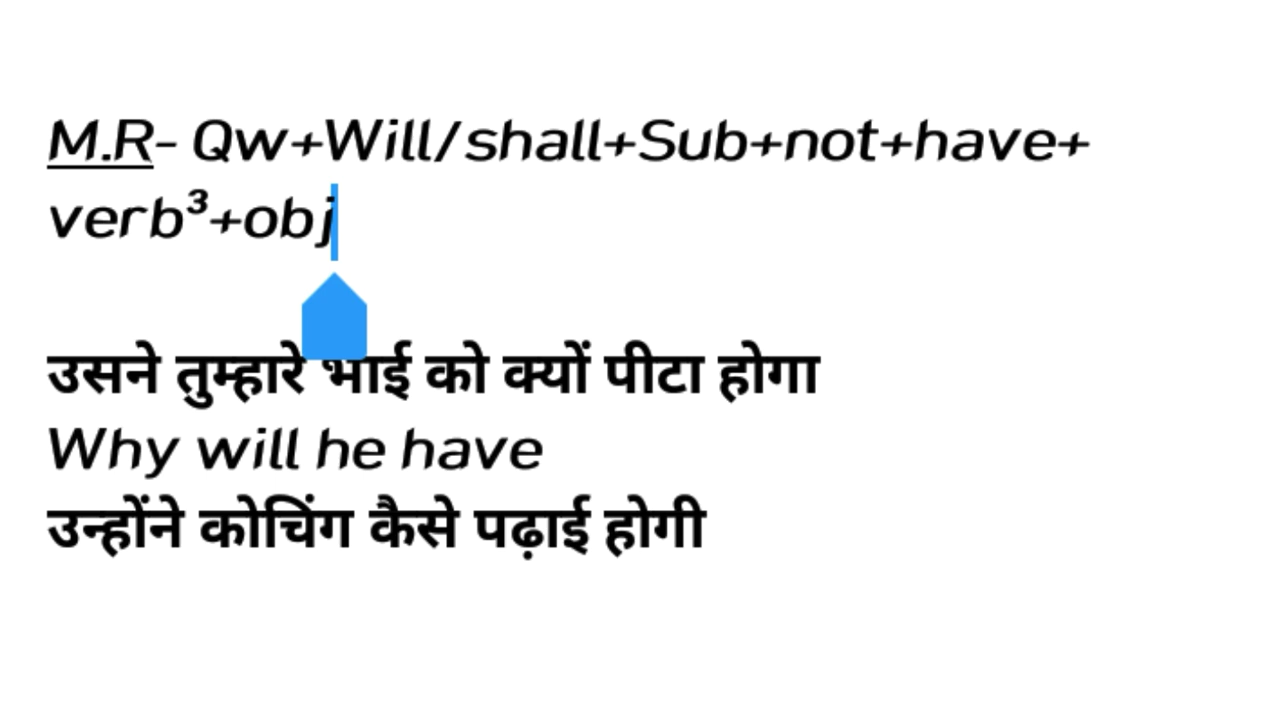 M.R- Qw+Will/shall+Sub+not+have+
verb³+obj
उसने तुम्हारे भाई को क्यों पीटा होगा
Why will he have
उन्होंने कोचिंग कैसे पढ़ाई होगी